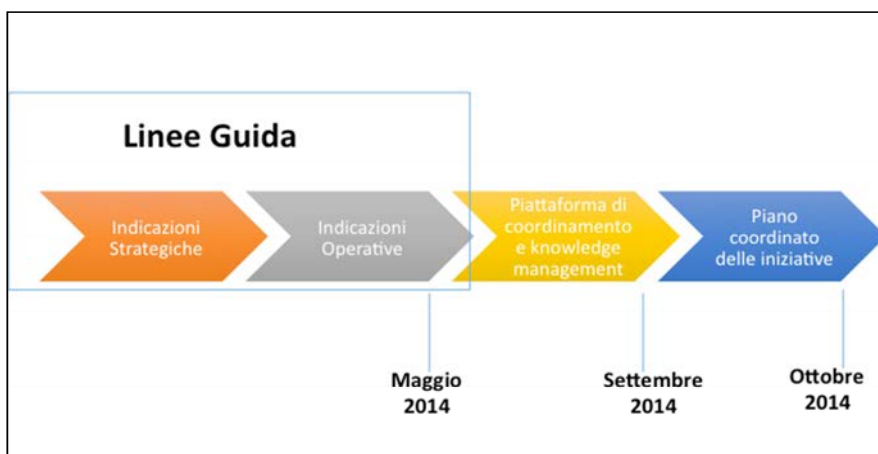 Linee Guida
Indicazioni
Strategiche
Indicazioni
Operative
Piattaforma di
coordinamento
e knowledge
management
Piano
coordinato
delle iniziative
Maggio
2014
Settembre
2014
Ottobre
2014